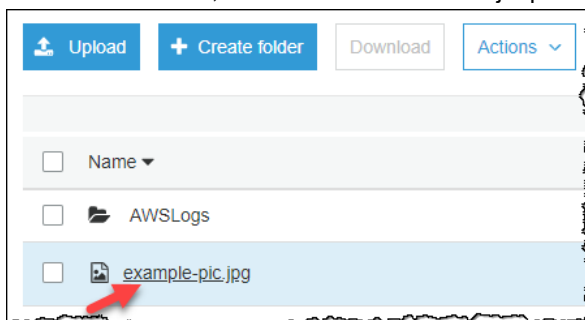 Upload + Create folder Download Actions
Name
AWSLogs
example-pic.jpg